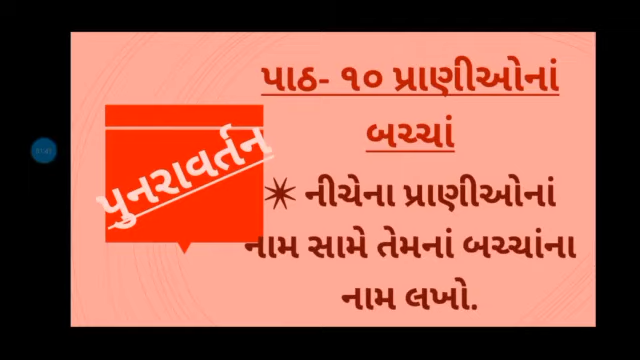 પાઠ- ૧૦ પ્રાણીઓનાં
બચ્ચાં
પુનરાવર્તન
✴ નીચેના પ્રાણીઓનાં
નામ સામે તેમનાં બચ્ચાંના
નામ લખો.